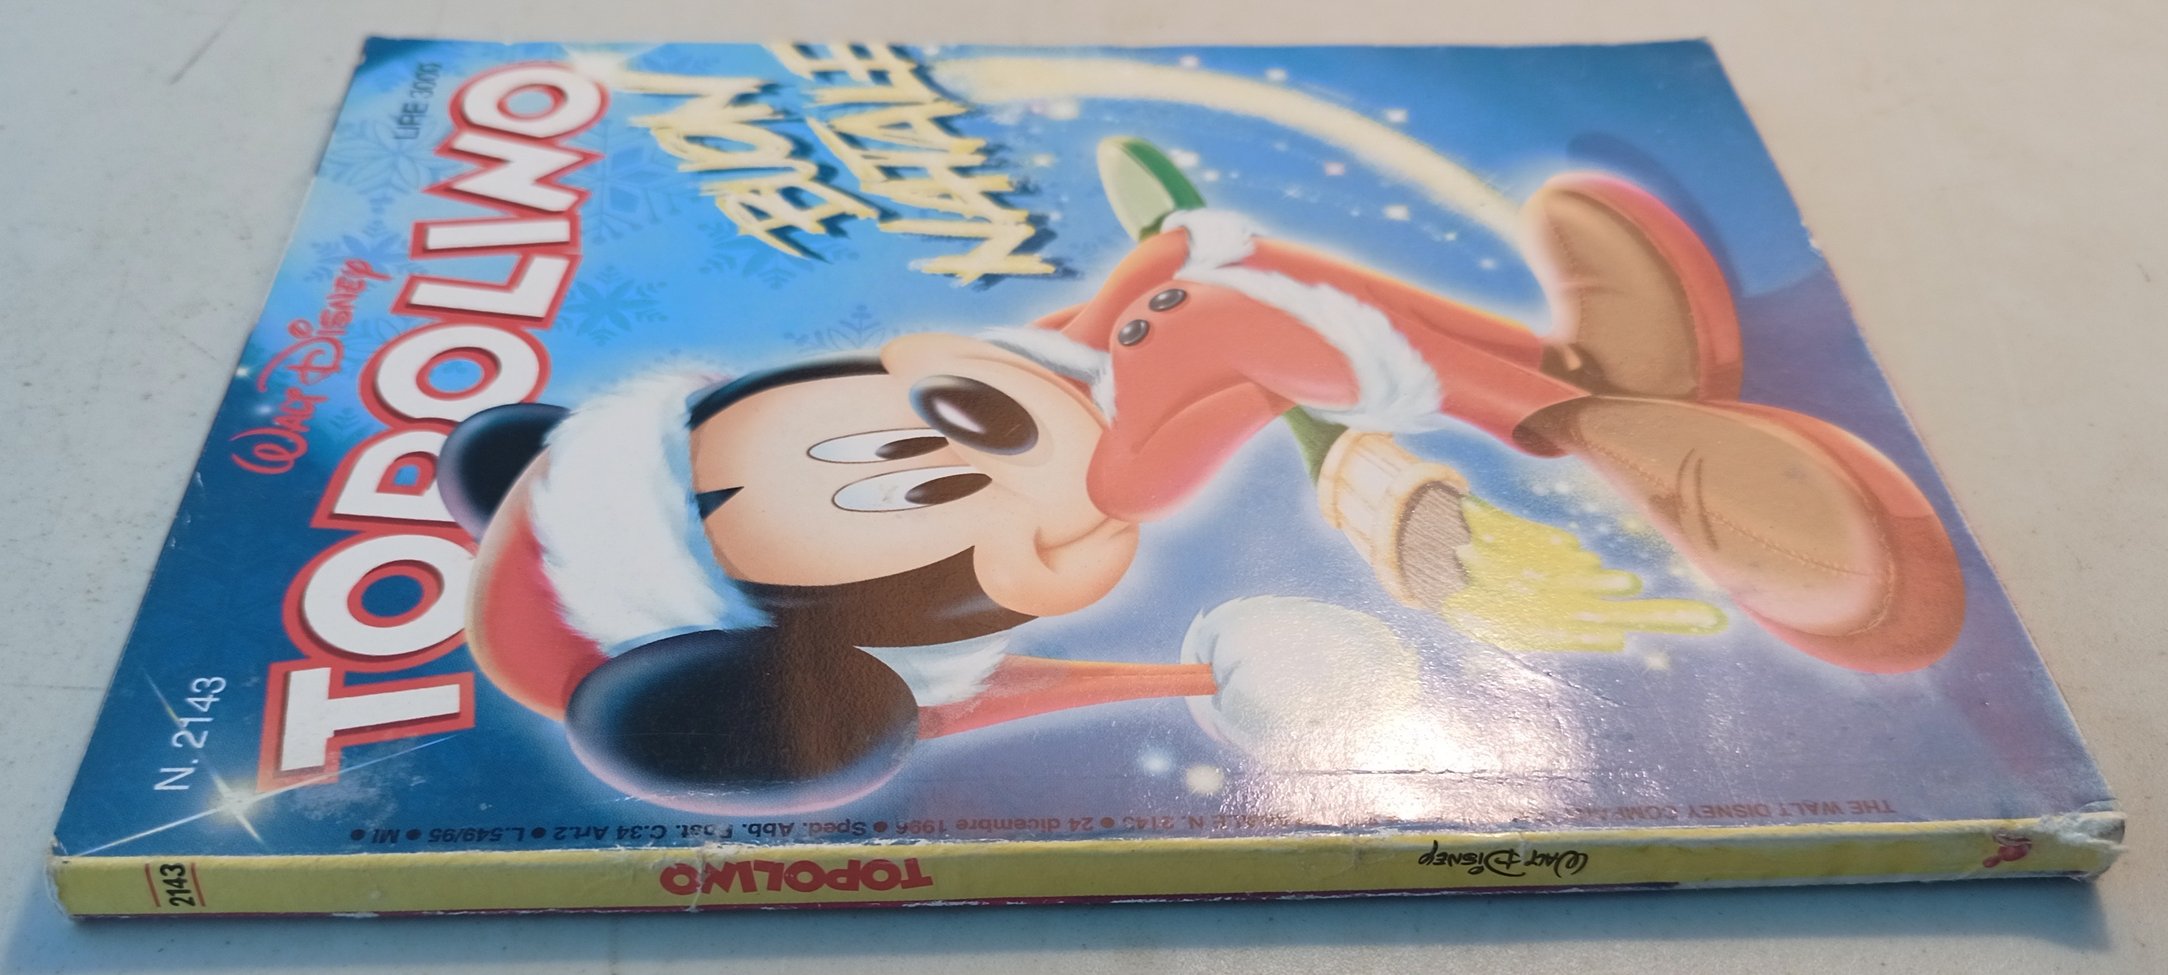 N. 2143
LIRE 3000
WALT DISNEY
TOPOLINO
BUON
NATALE
THE WALT DISNEY N. 2143 ● 24 dicembre 1996 ● Sped. Abb. Post. C.34 Art.2 ● L.549/95 ● MI ●
WALT DISNEY
TOPOLINO
2143